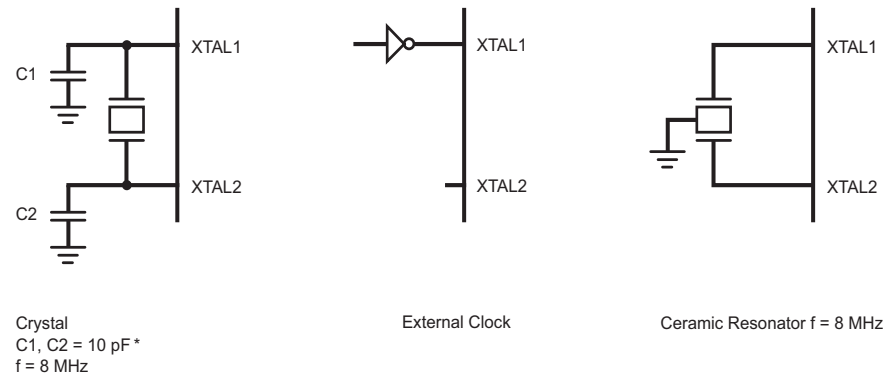 XTAL1
C1
XTAL2
C2
Crystal
C1, C2 = 10 pF *
f = 8 MHz
XTAL1
XTAL2
External Clock
XTAL1
XTAL2
Ceramic Resonator f = 8 MHz